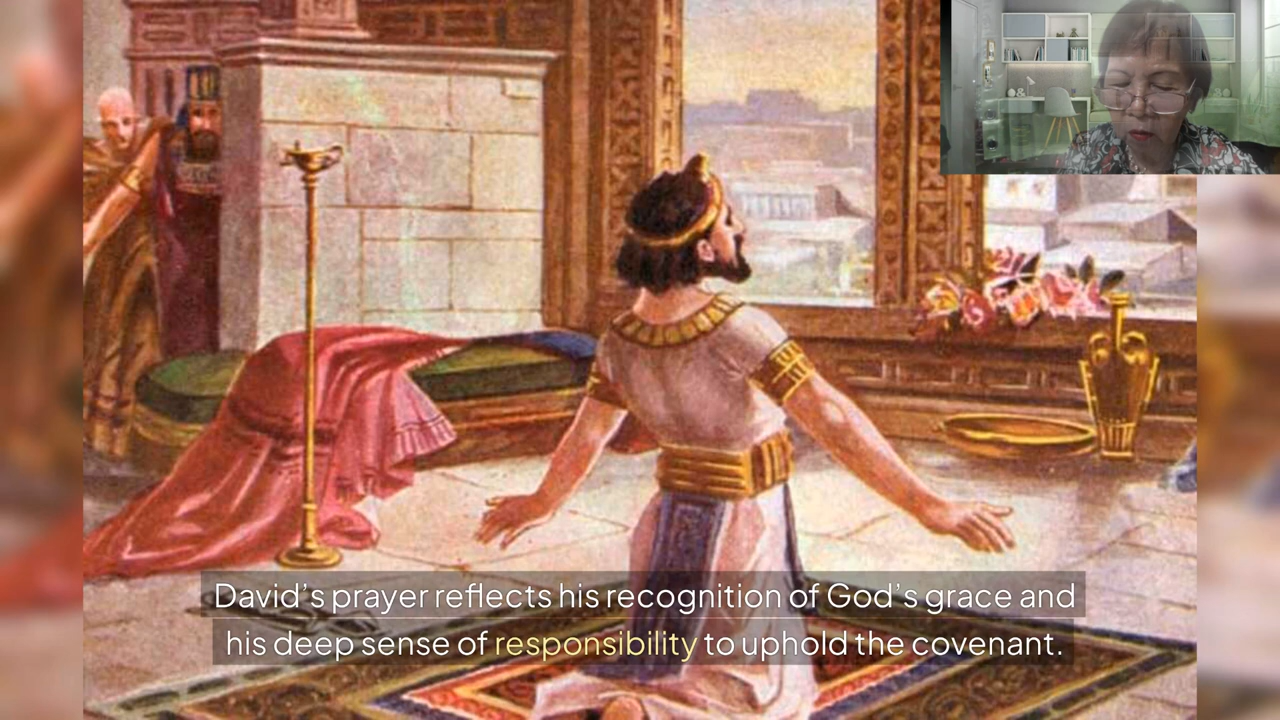 David’s prayer reflects his recognition of God’s grace and
his deep sense of responsibility to uphold the covenant.